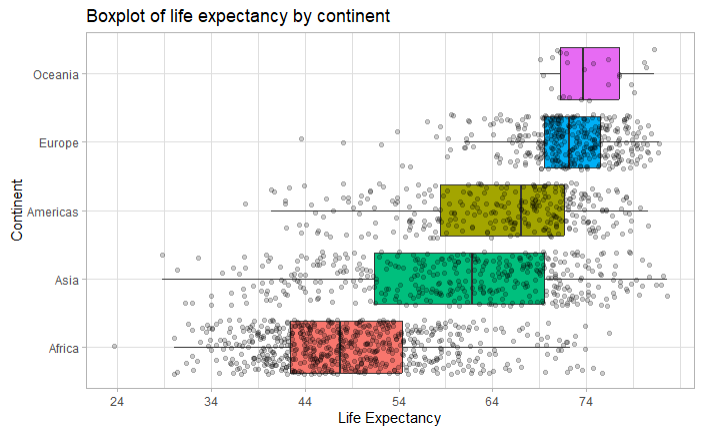 Boxplot of life expectancy by continent
Continent
Oceania
Europe
Americas
Asia
Africa
24 34 44 54 64 74
Life Expectancy